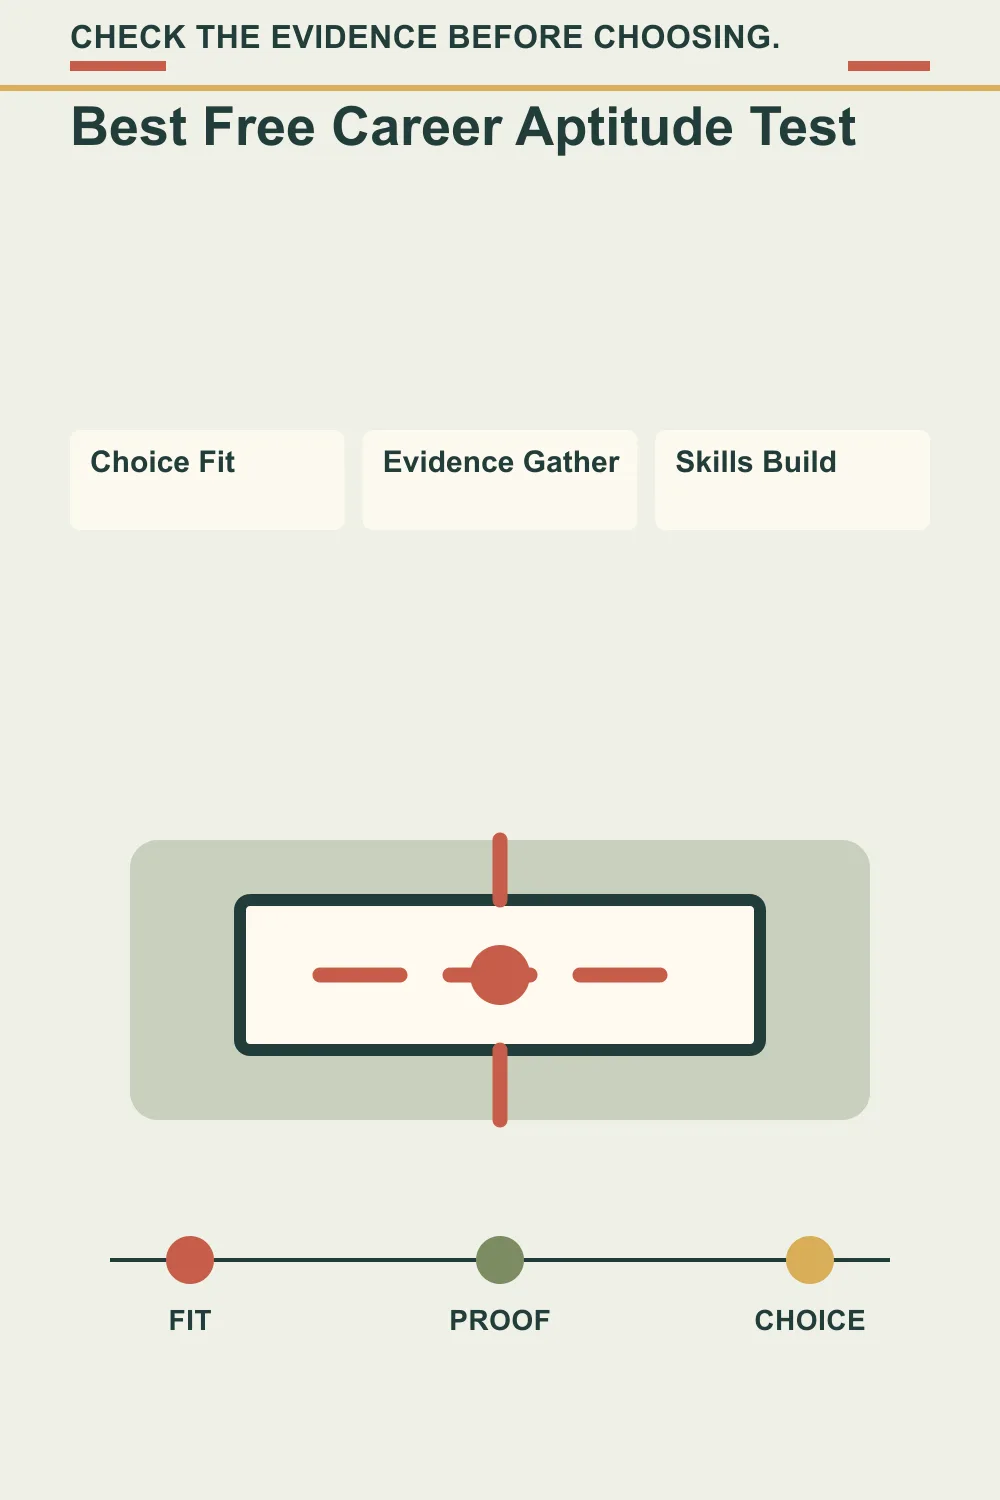 CHECK THE EVIDENCE BEFORE CHOOSING.
Best Free Career Aptitude Test
Choice Fit
Evidence Gather
Skills Build
FIT
PROOF
CHOICE